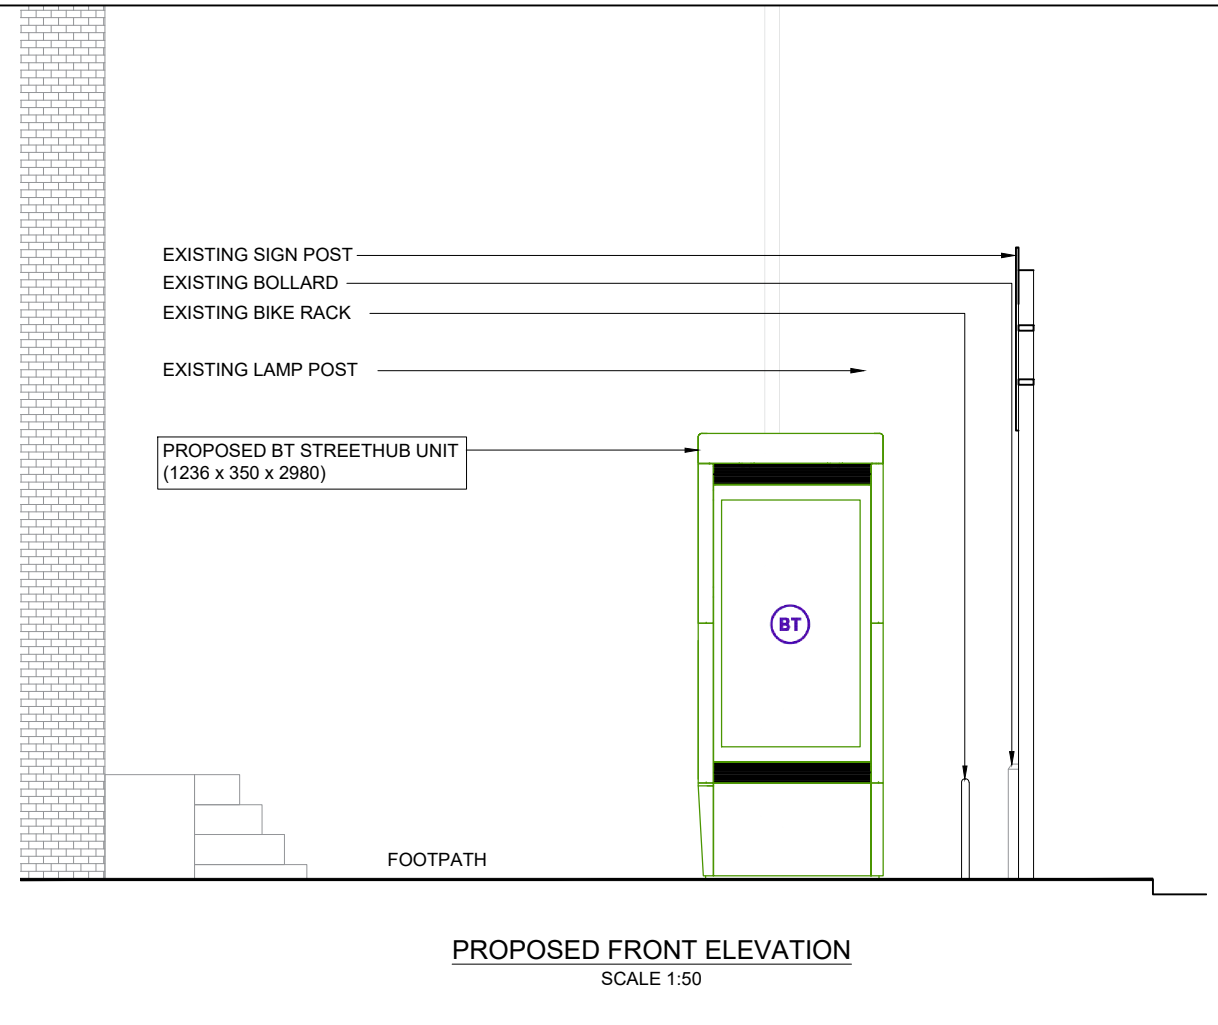 EXISTING SIGN POST
EXISTING BOLLARD
EXISTING BIKE RACK
EXISTING LAMP POST
PROPOSED BT STREETHUB UNIT
(1236 x 350 x 2980)
BT
FOOTPATH
PROPOSED FRONT ELEVATION
SCALE 1:50